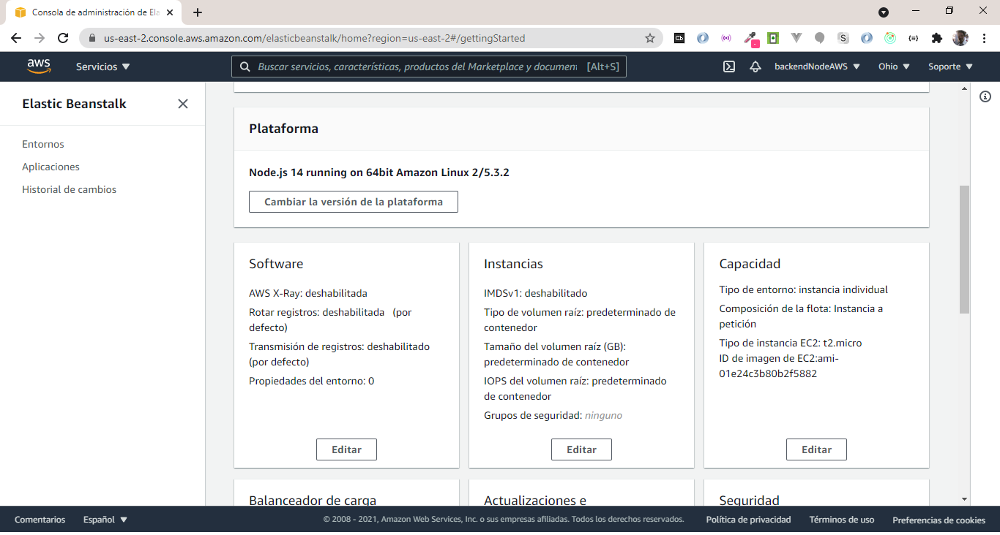 Consola de administración de Ela
us-east-2.console.aws.amazon.com/elasticbeanstalk/home?region=us-east-2#/gettingStarted
aws
Servicios
Buscar servicios, características, productos del Marketplace y documen
[Alt+S]
backendNodeAWS
Ohio
Soporte
Elastic Beanstalk
Entornos
Aplicaciones
Historial de cambios
Plataforma
Node.js 14 running on 64bit Amazon Linux 2/5.3.2
Cambiar la versión de la plataforma
Software
AWS X-Ray: deshabilitada
Rotar registros: deshabilitada (por
defecto)
Transmisión de registros: deshabilitado
(por defecto)
Propiedades del entorno: 0
Editar
Instancias
IMDSv1: deshabilitado
Tipo de volumen raíz: predeterminado de
contenedor
Tamaño del volumen raíz (GB):
predeterminado de contenedor
IOPS del volumen raíz: predeterminado
de contenedor
Grupos de seguridad: ninguno
Editar
Capacidad
Tipo de entorno: instancia individual
Composición de la flota: Instancia a
petición
Tipo de instancia EC2: t2.micro
ID de imagen de EC2:ami-
01e24c3b80b2f5882
Editar
Balanceador de carga
Actualizaciones e
Seguridad
Comentarios
Español
© 2008 - 2021, Amazon Web Services, Inc. o sus empresas afiliadas. Todos los derechos reservados.
Política de privacidad
Términos de uso
Preferencias de cookies